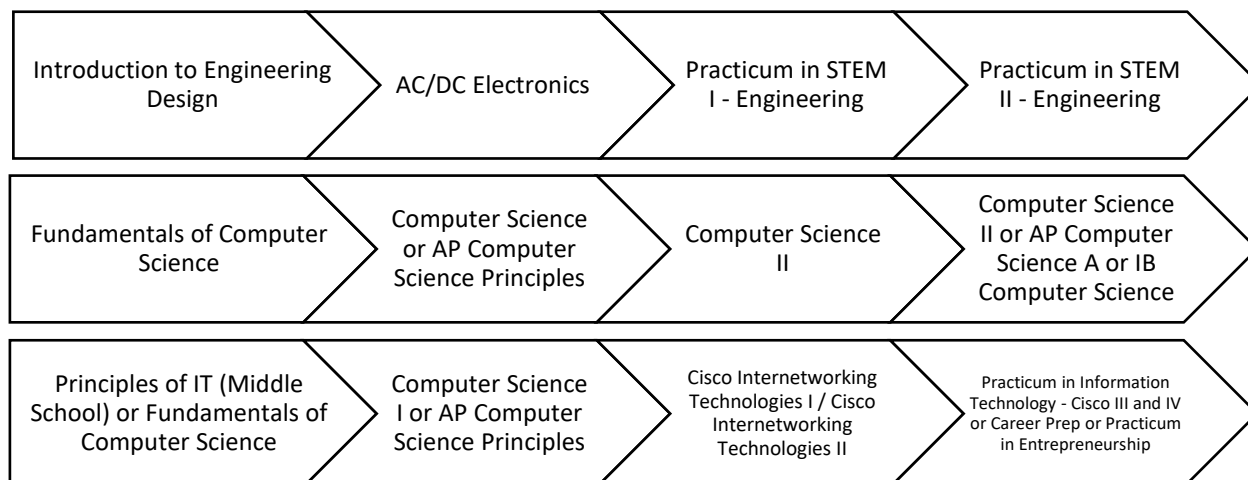 Introduction to Engineering
Design
AC/DC Electronics
Practicum in STEM
I - Engineering
Practicum in STEM
II - Engineering
Fundamentals of Computer
Science
Computer Science
or AP Computer
Science Principles
Computer Science
II
Computer Science
II or AP Computer
Science A or IB
Computer Science
Principles of IT (Middle
School) or Fundamentals of
Computer Science
Computer Science
I or AP Computer
Science Principles
Cisco Internetworking
Technologies I / Cisco
Internetworking
Technologies II
Practicum in Information
Technology - Cisco III and IV
or Career Prep or Practicum
in Entrepreneurship